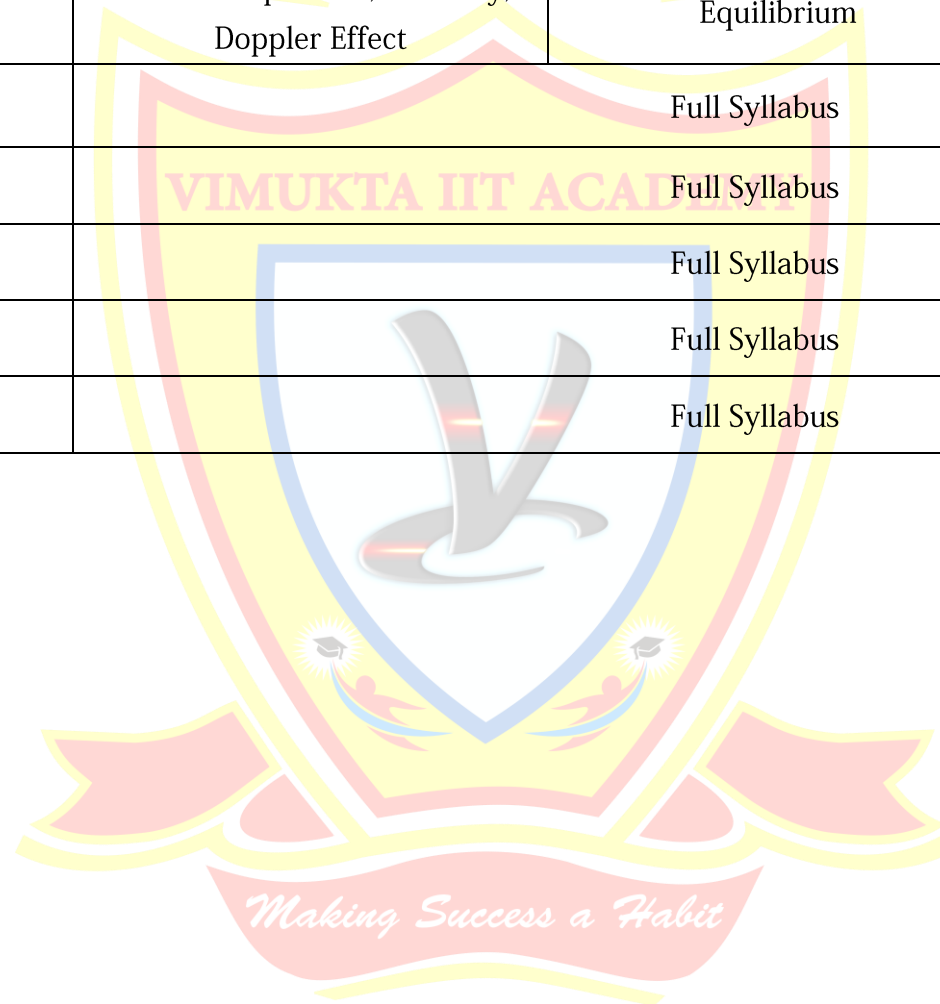 Equilibrium
Doppler Effect
Full Syllabus
VIMUKTA IIT ACADEMY
Full Syllabus
Full Syllabus
Full Syllabus
Full Syllabus
Making Success a Habit